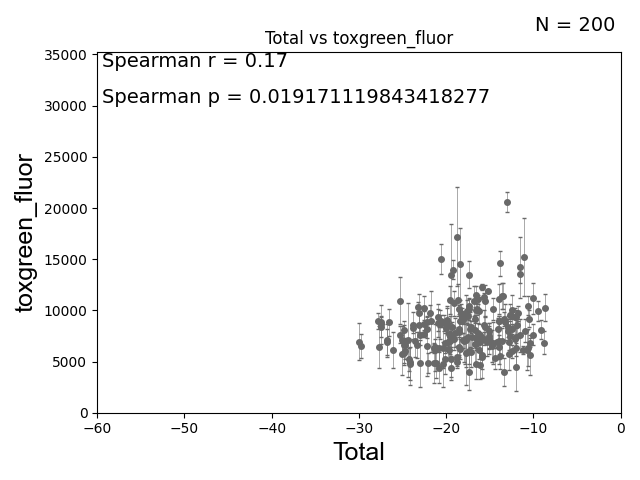 N = 200
Total vs toxgreen_fluor
Spearman r = 0.17
Spearman p = 0.019171119843418277
35000
30000
25000
20000
15000
10000
5000
0
toxgreen_fluor
−60 −50 −40 −30 −20 −10 0
Total